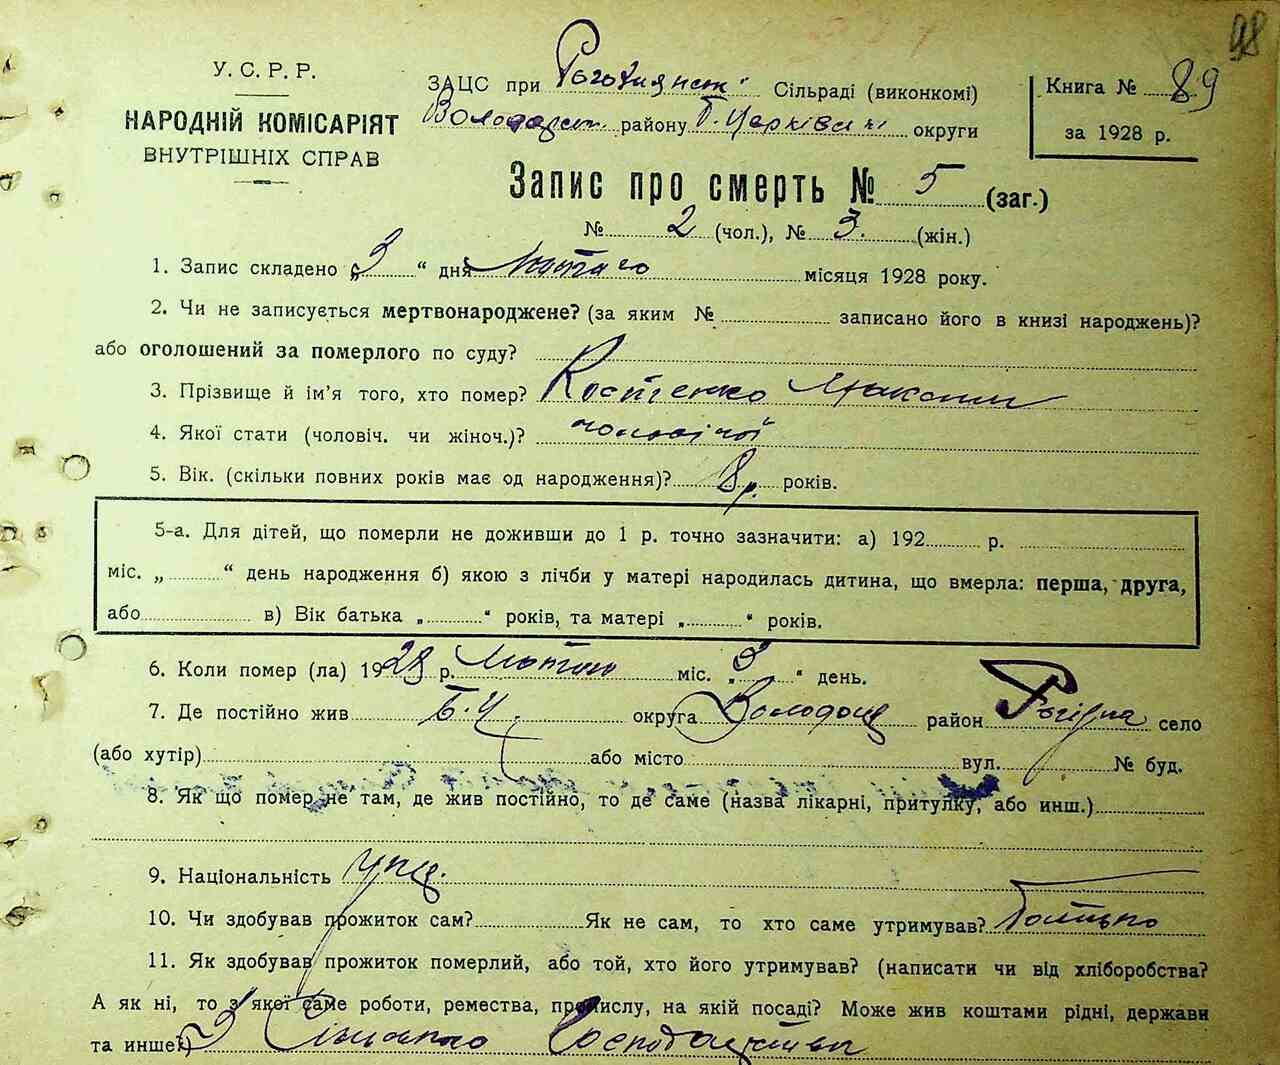 98
У. С. Р. Р.
НАРОДНІЙ КОМІСАРІЯТ
ВНУТРІШНІХ СПРАВ
ЗАЦС при Сільраді (виконкомі)
Володарськ району Б. Церківськ округи
Книга № 89
за 1928 р.
Запис про смерть № 5 (заг.)
№ 2 (чол.), № 3. (жін.)
1. Запис складено „3“ дня Лютого місяця 1928 року.
2. Чи не записується мертвонароджене? (за яким № записано його в книзі народжень)?
або оголошений за померлого по суду?
3. Прізвище й ім'я того, хто помер? Костенко Максим
4. Якої стати (чоловіч. чи жіноч.)? чоловічої
5. Вік. (скільки повних років має од народження)? 8 р. років.
5-а. Для дітей, що померли не доживши до 1 р. точно зазначити: а) 192 р.
міс. „ “ день народження б) якою з лічби у матері народилась дитина, що вмерла: перша, друга,
або в) Вік батька „ “ років, та матері „ “ років.
6. Коли помер (ла) 1928 р. Лютого міс. „ “ день.
7. Де постійно жив Б. Ц. округа Володар район село
(або хутір) або місто вул. № буд.
8. Як що помер не там, де жив постійно, то де саме (назва лікарні, притулку, або инш.)
9. Національність укр.
10. Чи здобував прожиток сам? Як не сам, то хто саме утримував? батько
11. Як здобував прожиток померлий, або той, хто його утримував? (написати чи від хліборобства?
А як ні, то з якої саме роботи, ремества, промислу, на якій посаді? Може жив коштами рідні, держави
та инше) З Сільського Господарства